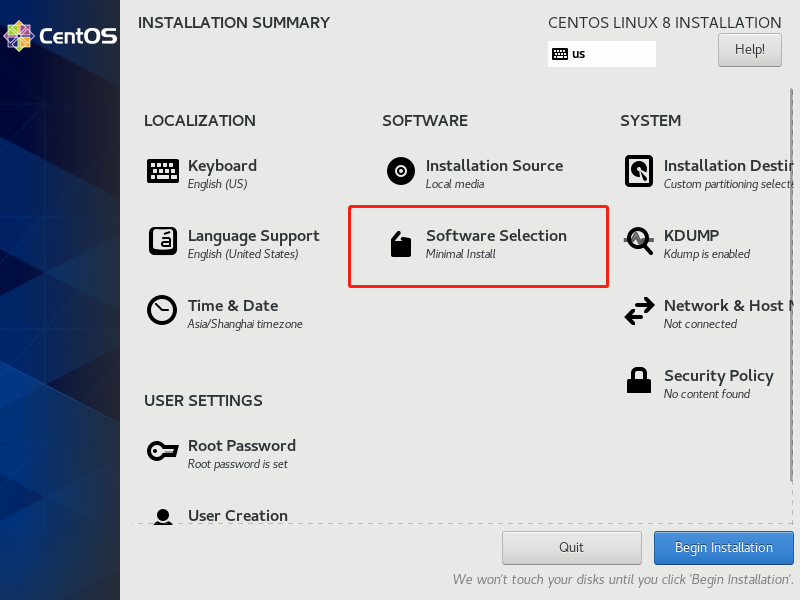 CentOS
INSTALLATION SUMMARY
CENTOS LINUX 8 INSTALLATION
us
Help!
LOCALIZATION
Keyboard
English (US)
Language Support
English (United States)
Time & Date
Asia/Shanghai timezone
USER SETTINGS
Root Password
Root password is set
User Creation
SOFTWARE
Installation Source
Local media
Software Selection
Minimal Install
SYSTEM
Installation Destin
Custom partitioning selecte
KDUMP
Kdump is enabled
Network & Host N
Not connected
Security Policy
No content found
Quit
Begin Installation
We won't touch your disks until you click 'Begin Installation'.